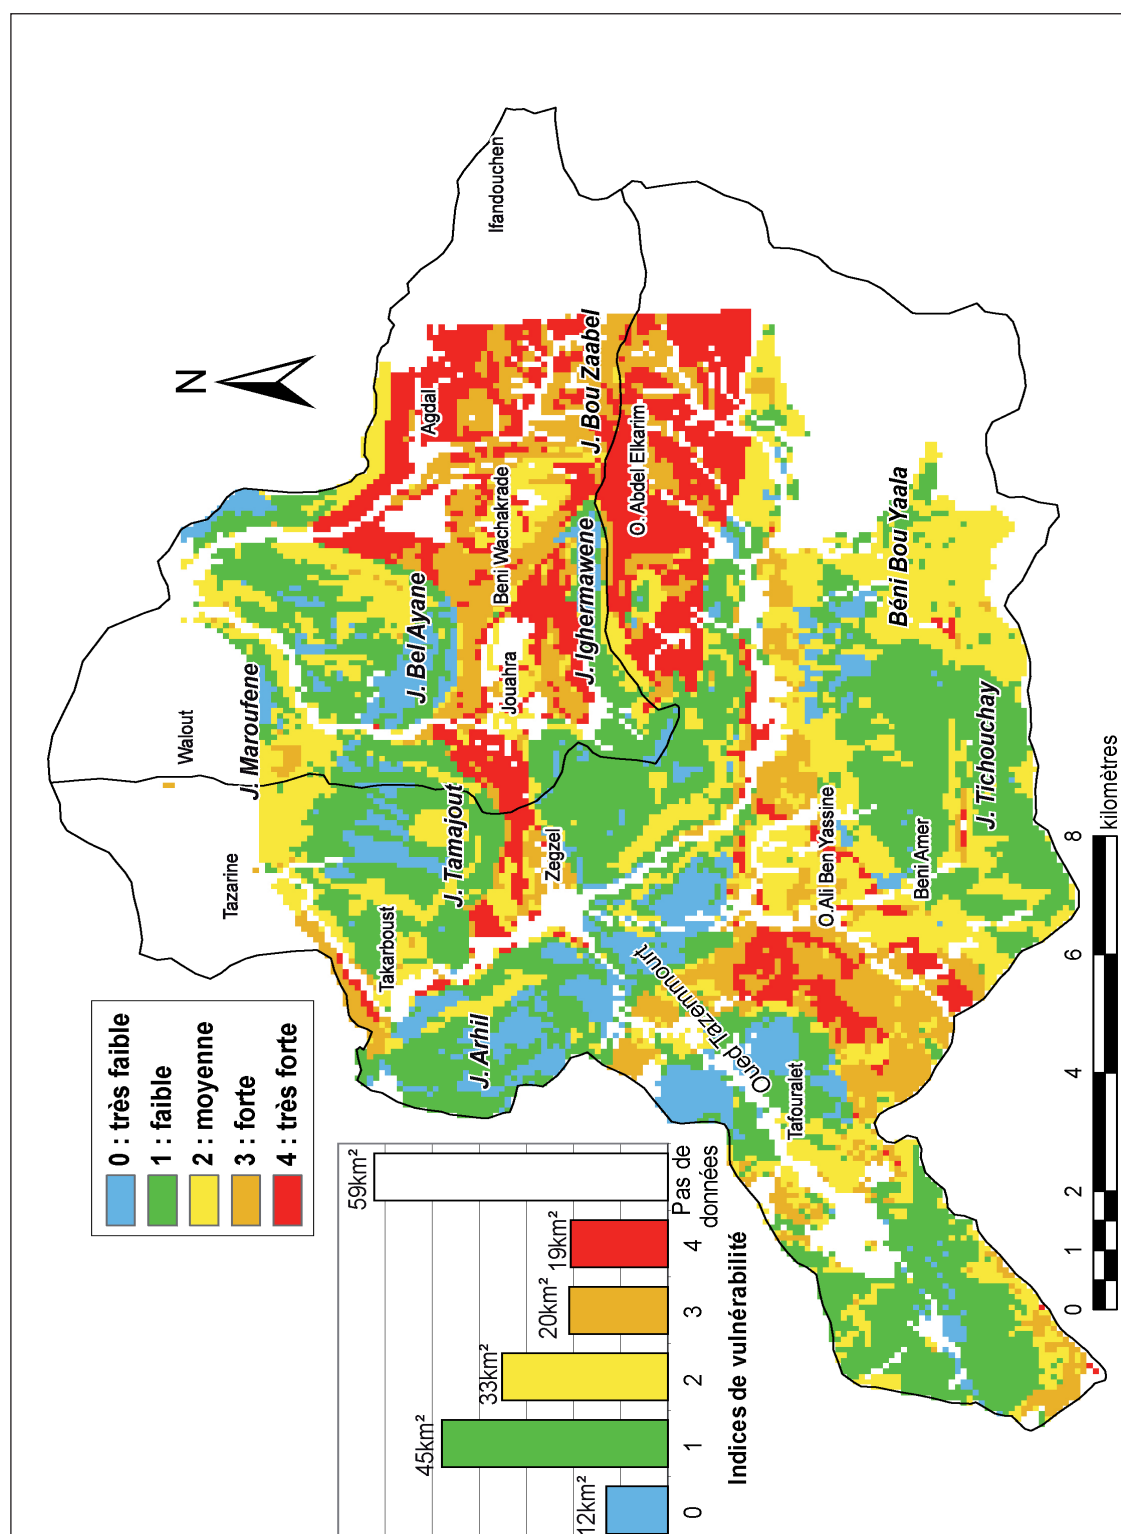 N
0 : très faible
1 : faible
2 : moyenne
3 : forte
4 : très forte
Walout
Tazarine
Ifandouchen
J. Maroufene
Agdal
J. Bel Ayane
Beni Wachakrade
J. Bou Zaabel
Takarboust
J. Tamajout
Jouahra
J. Ighermawene
O. Abdel Elkarim
J. Arhil
Zegzel
Oued Tazemmourt
Tafouralet
O.Ali Ben Yassine
Béni Bou Yaala
Beni Amer
J. Tichouchay
12km²
45km²
33km²
20km²
19km²
59km²
0
1
2
3
4
Pas de
données
Indices de vulnérabilité
0
1
2
4
6
8
kilomètres